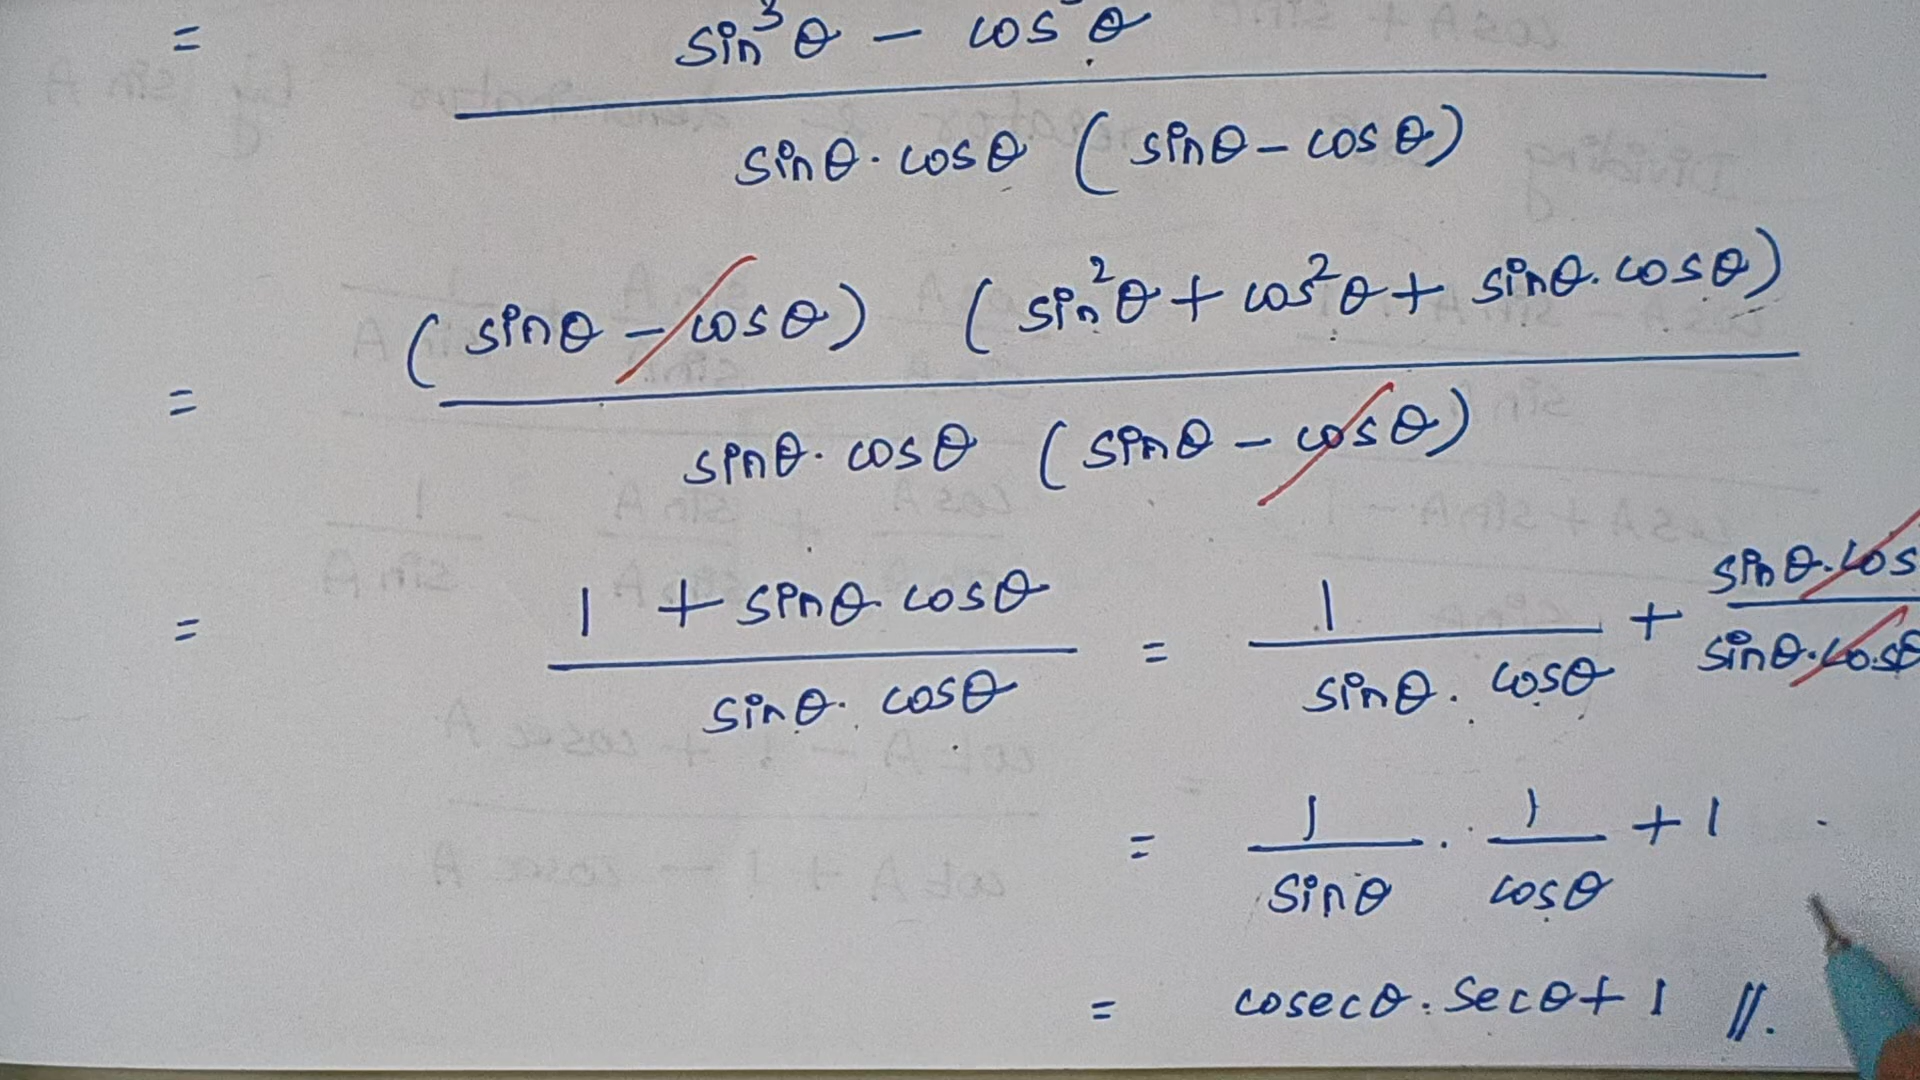 = sin³θ − cos³θ
sinθ·cosθ (sinθ − cosθ)
= (sinθ − cosθ) (sin²θ + cos²θ + sinθ·cosθ)
sinθ·cosθ (sinθ − cosθ)
= 1 + sinθ cosθ = 1 + sinθ·cos
sinθ·cosθ sinθ·cosθ sinθ·cosθ
= 1 · 1 + 1
sinθ cosθ
= cosecθ·secθ + 1 //.